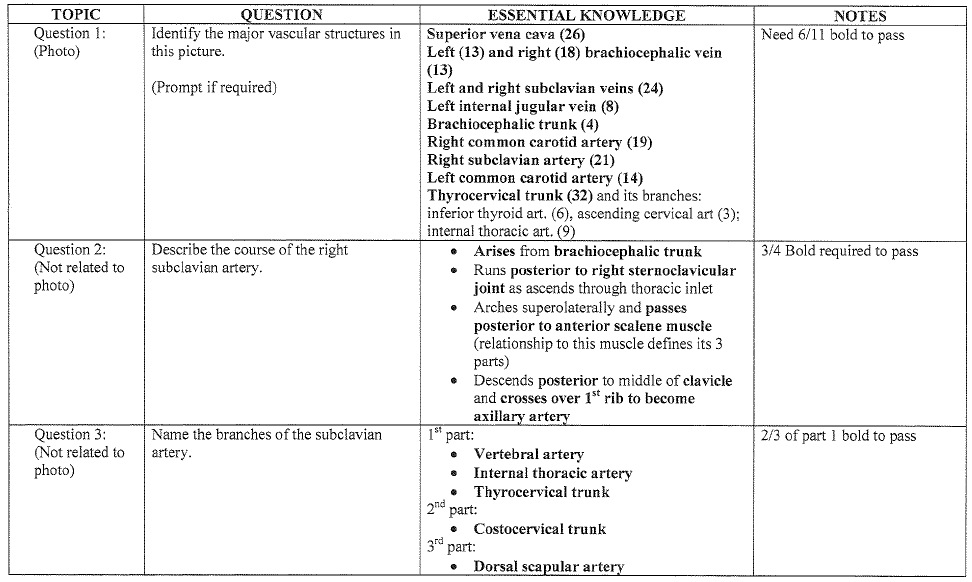 TOPIC
QUESTION
ESSENTIAL KNOWLEDGE
NOTES
Question 1:
(Photo)
Identify the major vascular structures in
this picture.
(Prompt if required)
Superior vena cava (26)
Left (13) and right (18) brachiocephalic vein
(13)
Left and right subclavian veins (24)
Left internal jugular vein (8)
Brachiocephalic trunk (4)
Right common carotid artery (19)
Right subclavian artery (21)
Left common carotid artery (14)
Thyrocervical trunk (32) and its branches:
inferior thyroid art. (6), ascending cervical art (3);
internal thoracic art. (9)
Need 6/11 bold to pass
Question 2:
(Not related to
photo)
Describe the course of the right
subclavian artery.
• Arises from brachiocephalic trunk
• Runs posterior to right sternoclavicular
joint as ascends through thoracic inlet
• Arches superolaterally and passes
posterior to anterior scalene muscle
(relationship to this muscle defines its 3
parts)
• Descends posterior to middle of clavicle
and crosses over 1st rib to become
axillary artery
3/4 Bold required to pass
Question 3:
(Not related to
photo)
Name the branches of the subclavian
artery.
1st part:
• Vertebral artery
• Internal thoracic artery
• Thyrocervical trunk
2nd part:
• Costocervical trunk
3rd part:
• Dorsal scapular artery
2/3 of part 1 bold to pass